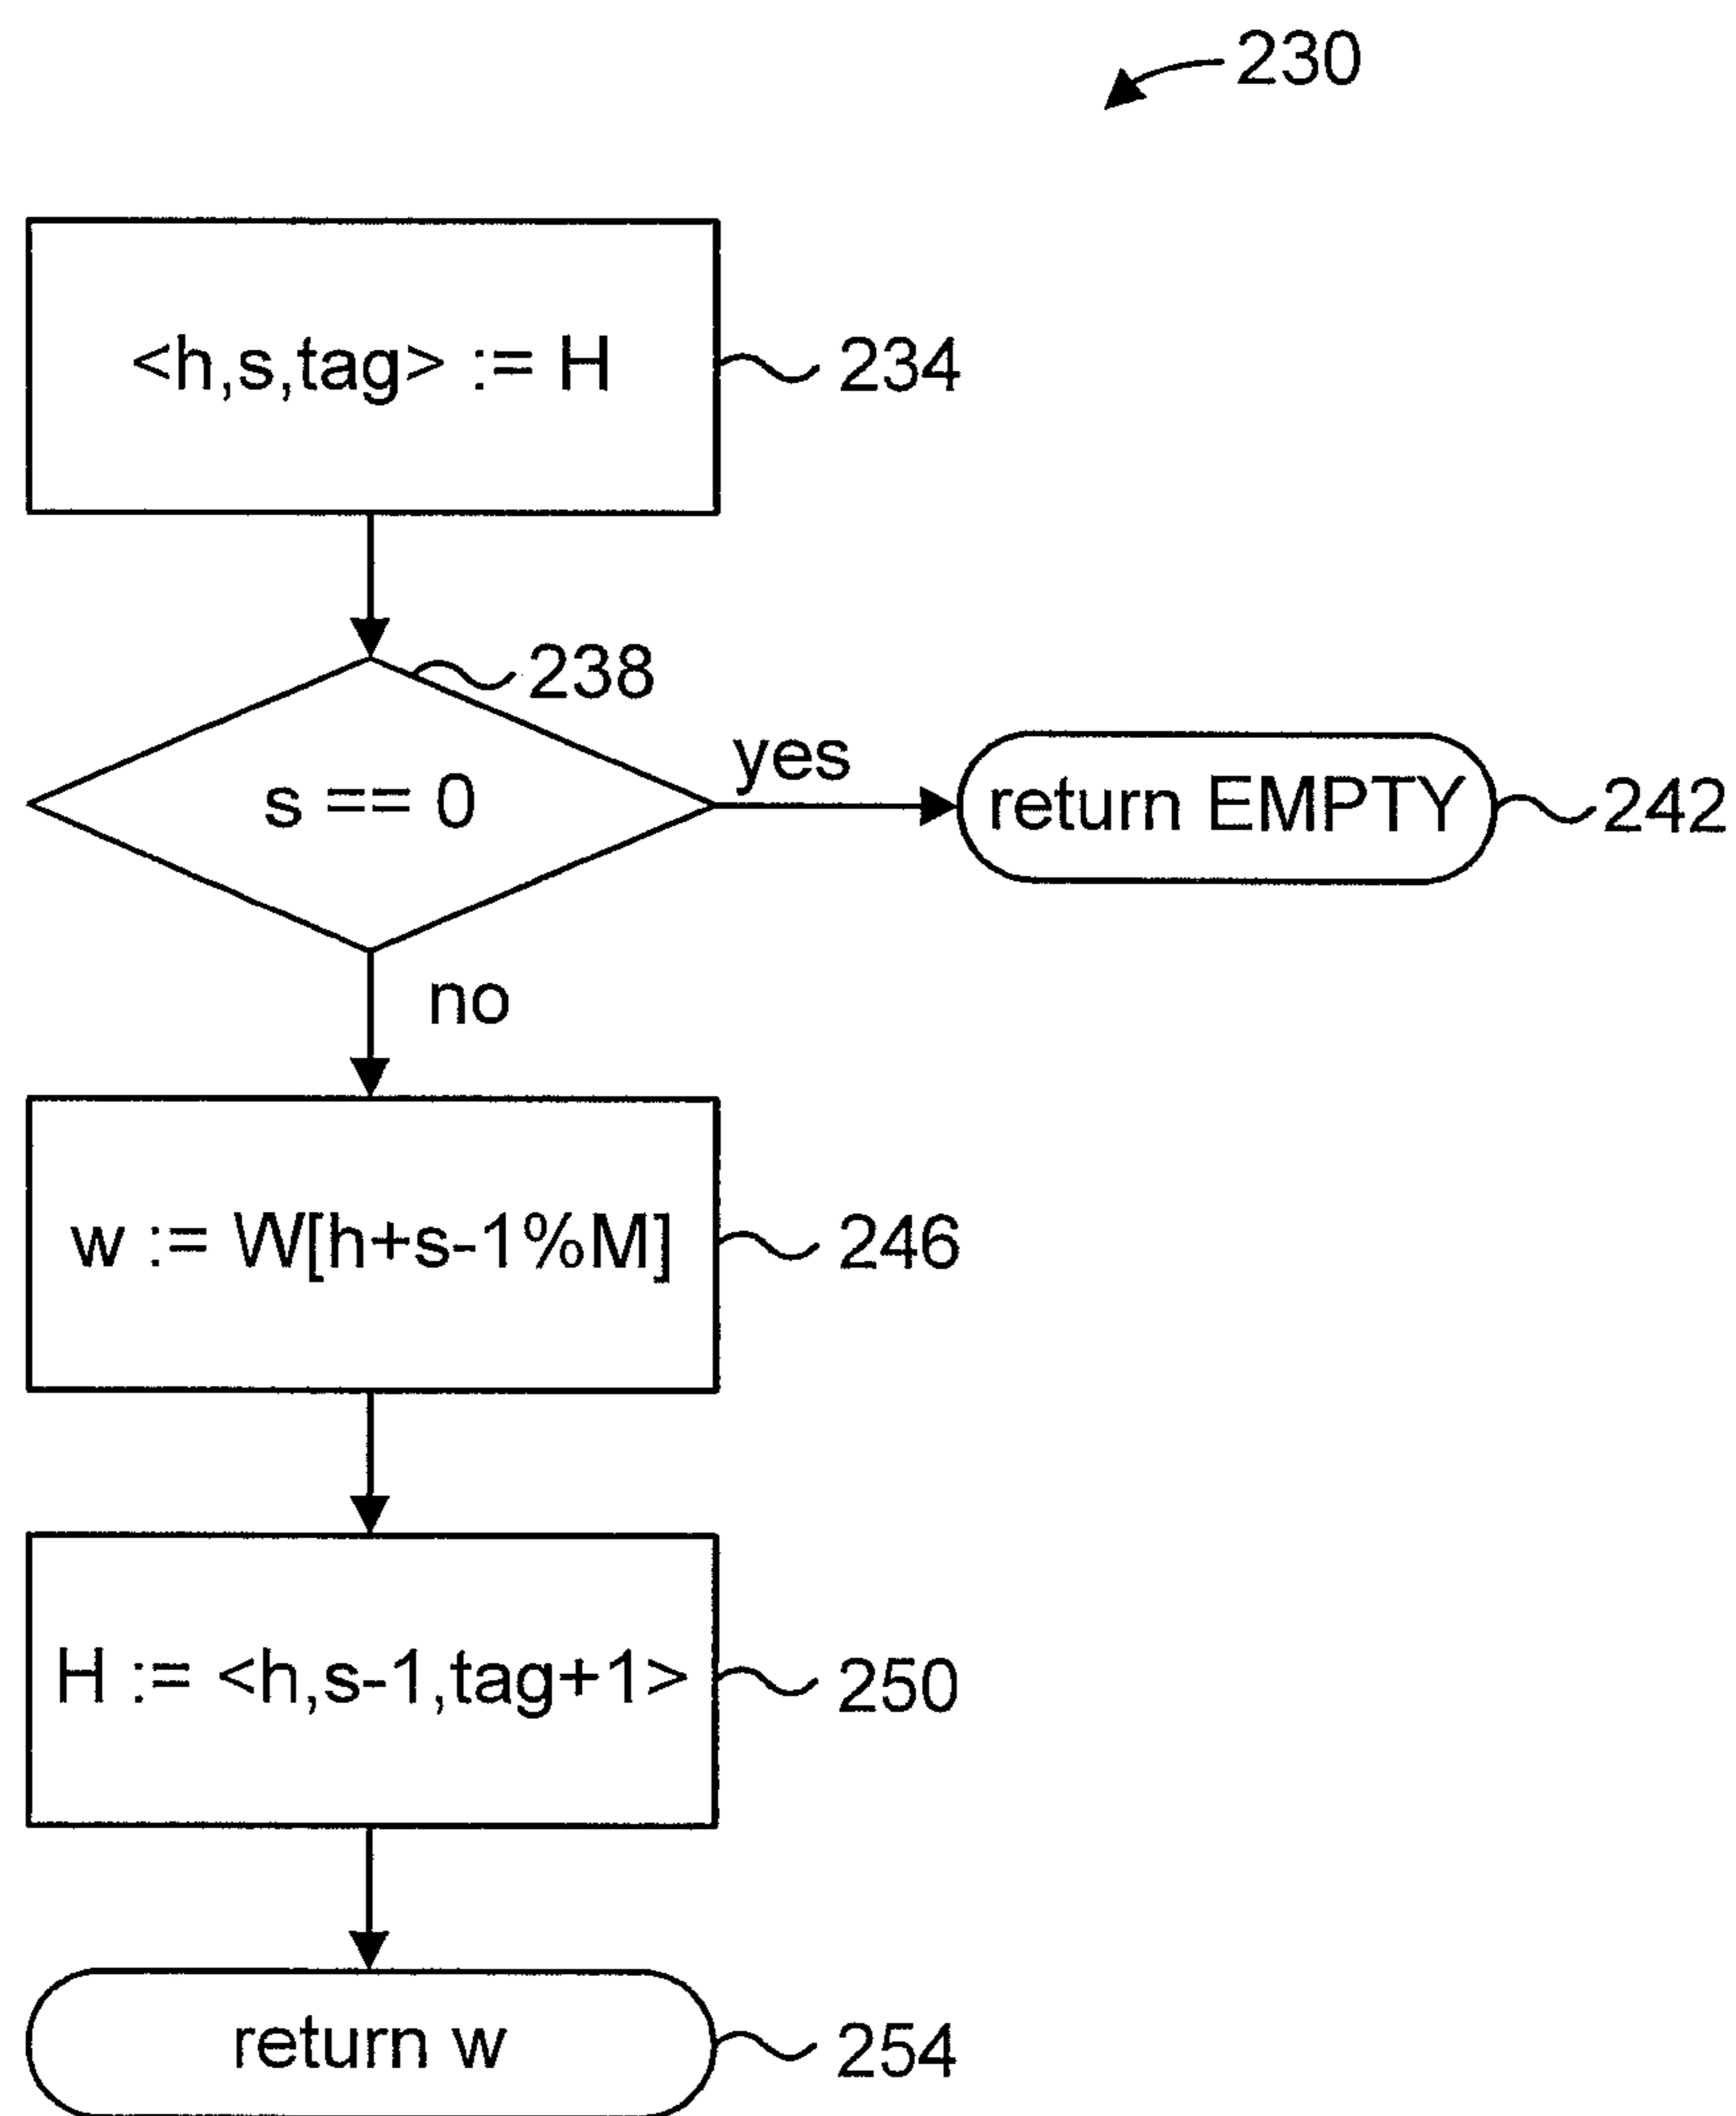 230
<h,s,tag> := H
234
238
s == 0
yes
return EMPTY
242
no
w := W[h+s-1%M]
246
H := <h,s-1,tag+1>
250
return w
254